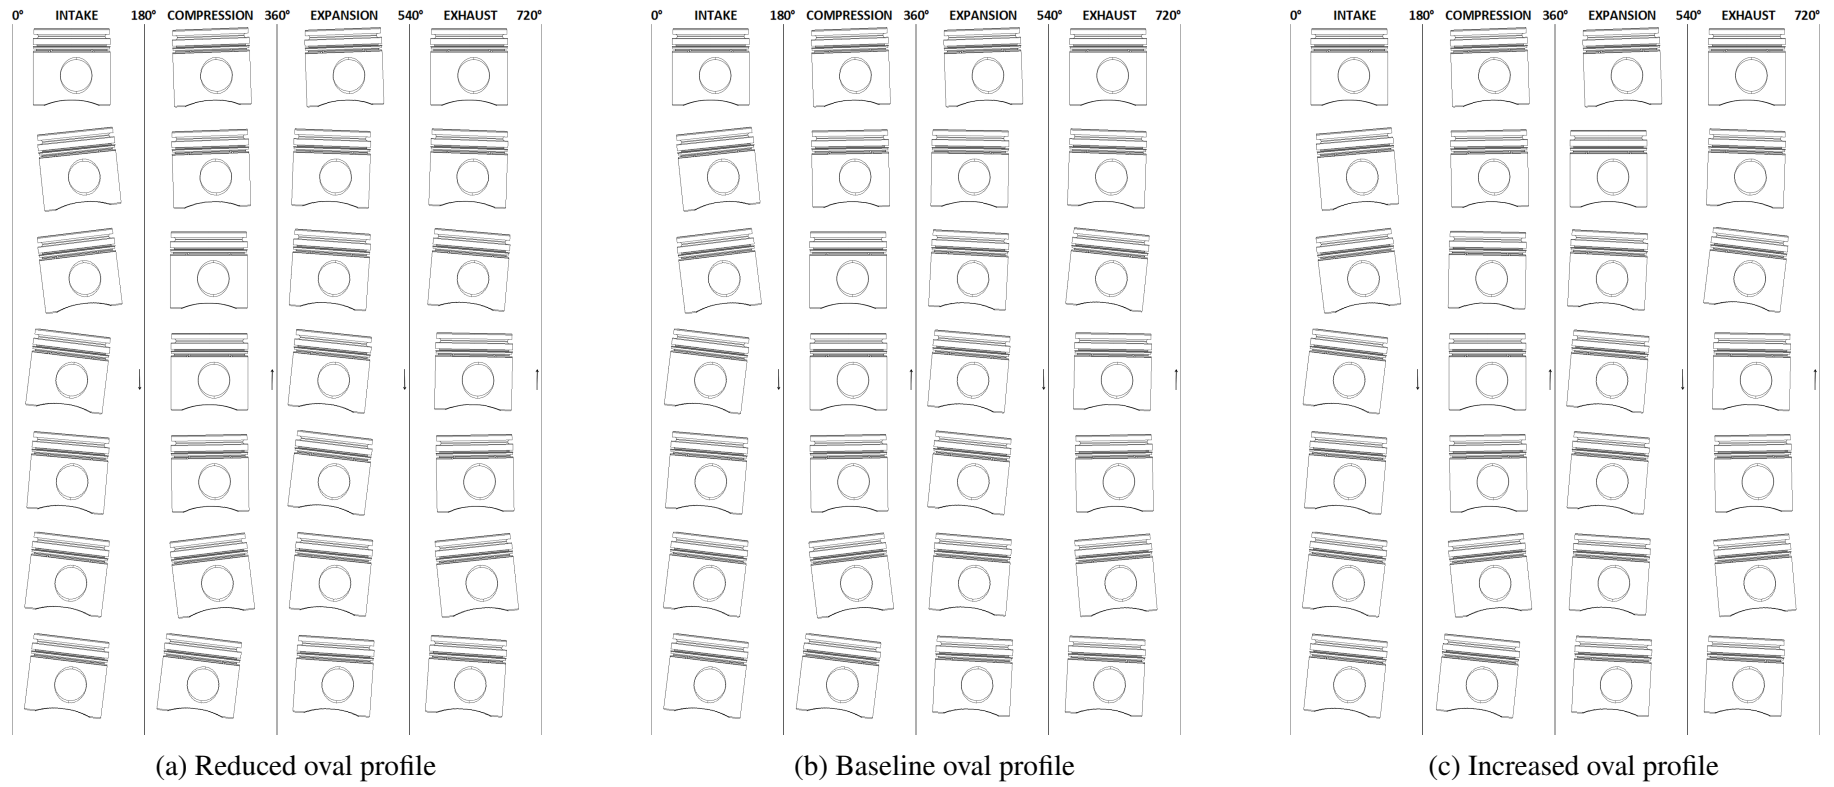 0° INTAKE 180° COMPRESSION 360° EXPANSION 540° EXHAUST 720°
0° INTAKE 180° COMPRESSION 360° EXPANSION 540° EXHAUST 720°
0° INTAKE 180° COMPRESSION 360° EXPANSION 540° EXHAUST 720°
(a) Reduced oval profile
(b) Baseline oval profile
(c) Increased oval profile